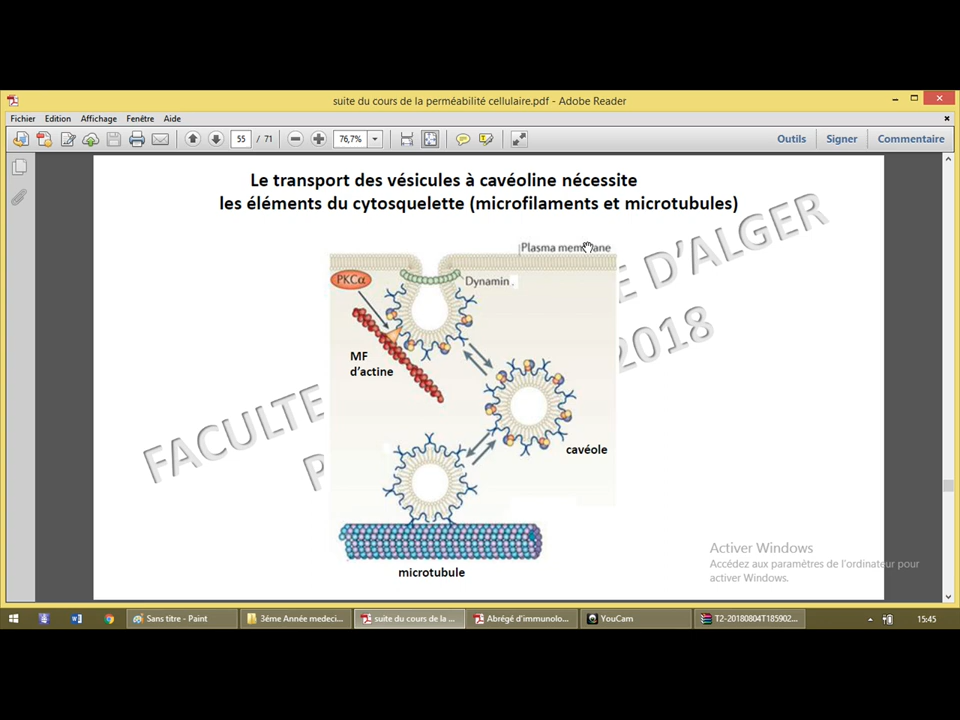 suite du cours de la perméabilité cellulaire.pdf - Adobe Reader
Fichier Edition Affichage Fenêtre Aide
55 / 71 76,7% Outils Signer Commentaire
Le transport des vésicules à cavéoline nécessite
les éléments du cytosquelette (microfilaments et microtubules)
Plasma membrane
PKCα
Dynamin
MF
d'actine
cavéole
microtubule
FACULTE E D'ALGER
P 2018
Activer Windows
Accédez aux paramètres de l'ordinateur pour
activer Windows.
Sans titre - Paint 3éme Année medeci... suite du cours de la ... Abrégé d'immunolo... YouCam T2-20180804T185902... 15:45